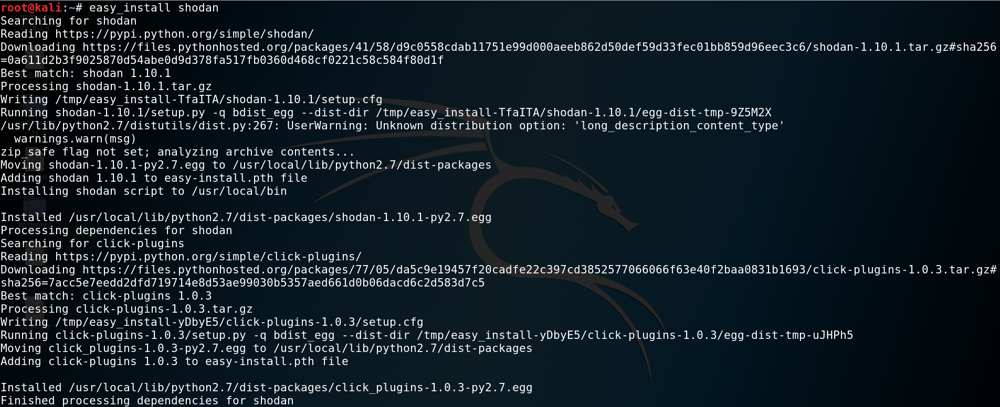 root@kali:~# easy_install shodan
Searching for shodan
Reading https://pypi.python.org/simple/shodan/
Downloading https://files.pythonhosted.org/packages/41/58/d9c0558cdab11751e99d000aeeb862d50def59d33fec01bb859d96eec3c6/shodan-1.10.1.tar.gz#sha256
=0a611d2b3f9025870d54abe0d9d378fa517fb0360d468cf0221c58c584f80d1f
Best match: shodan 1.10.1
Processing shodan-1.10.1.tar.gz
Writing /tmp/easy_install-TfaITA/shodan-1.10.1/setup.cfg
Running shodan-1.10.1/setup.py -q bdist_egg --dist-dir /tmp/easy_install-TfaITA/shodan-1.10.1/egg-dist-tmp-9Z5M2X
/usr/lib/python2.7/distutils/dist.py:267: UserWarning: Unknown distribution option: 'long_description_content_type'
  warnings.warn(msg)
zip_safe flag not set; analyzing archive contents...
Moving shodan-1.10.1-py2.7.egg to /usr/local/lib/python2.7/dist-packages
Adding shodan 1.10.1 to easy-install.pth file
Installing shodan script to /usr/local/bin

Installed /usr/local/lib/python2.7/dist-packages/shodan-1.10.1-py2.7.egg
Processing dependencies for shodan
Searching for click-plugins
Reading https://pypi.python.org/simple/click-plugins/
Downloading https://files.pythonhosted.org/packages/77/05/da5c9e19457f20cadfe22c397cd3852577066066f63e40f2baa0831b1693/click-plugins-1.0.3.tar.gz#
sha256=7acc5e7eedd2dfd719714e8d53ae99030b5357aed661d0b06dacd6c2d583d7c5
Best match: click-plugins 1.0.3
Processing click-plugins-1.0.3.tar.gz
Writing /tmp/easy_install-yDbyE5/click-plugins-1.0.3/setup.cfg
Running click-plugins-1.0.3/setup.py -q bdist_egg --dist-dir /tmp/easy_install-yDbyE5/click-plugins-1.0.3/egg-dist-tmp-uJHPh5
Moving click_plugins-1.0.3-py2.7.egg to /usr/local/lib/python2.7/dist-packages
Adding click-plugins 1.0.3 to easy-install.pth file

Installed /usr/local/lib/python2.7/dist-packages/click_plugins-1.0.3-py2.7.egg
Finished processing dependencies for shodan